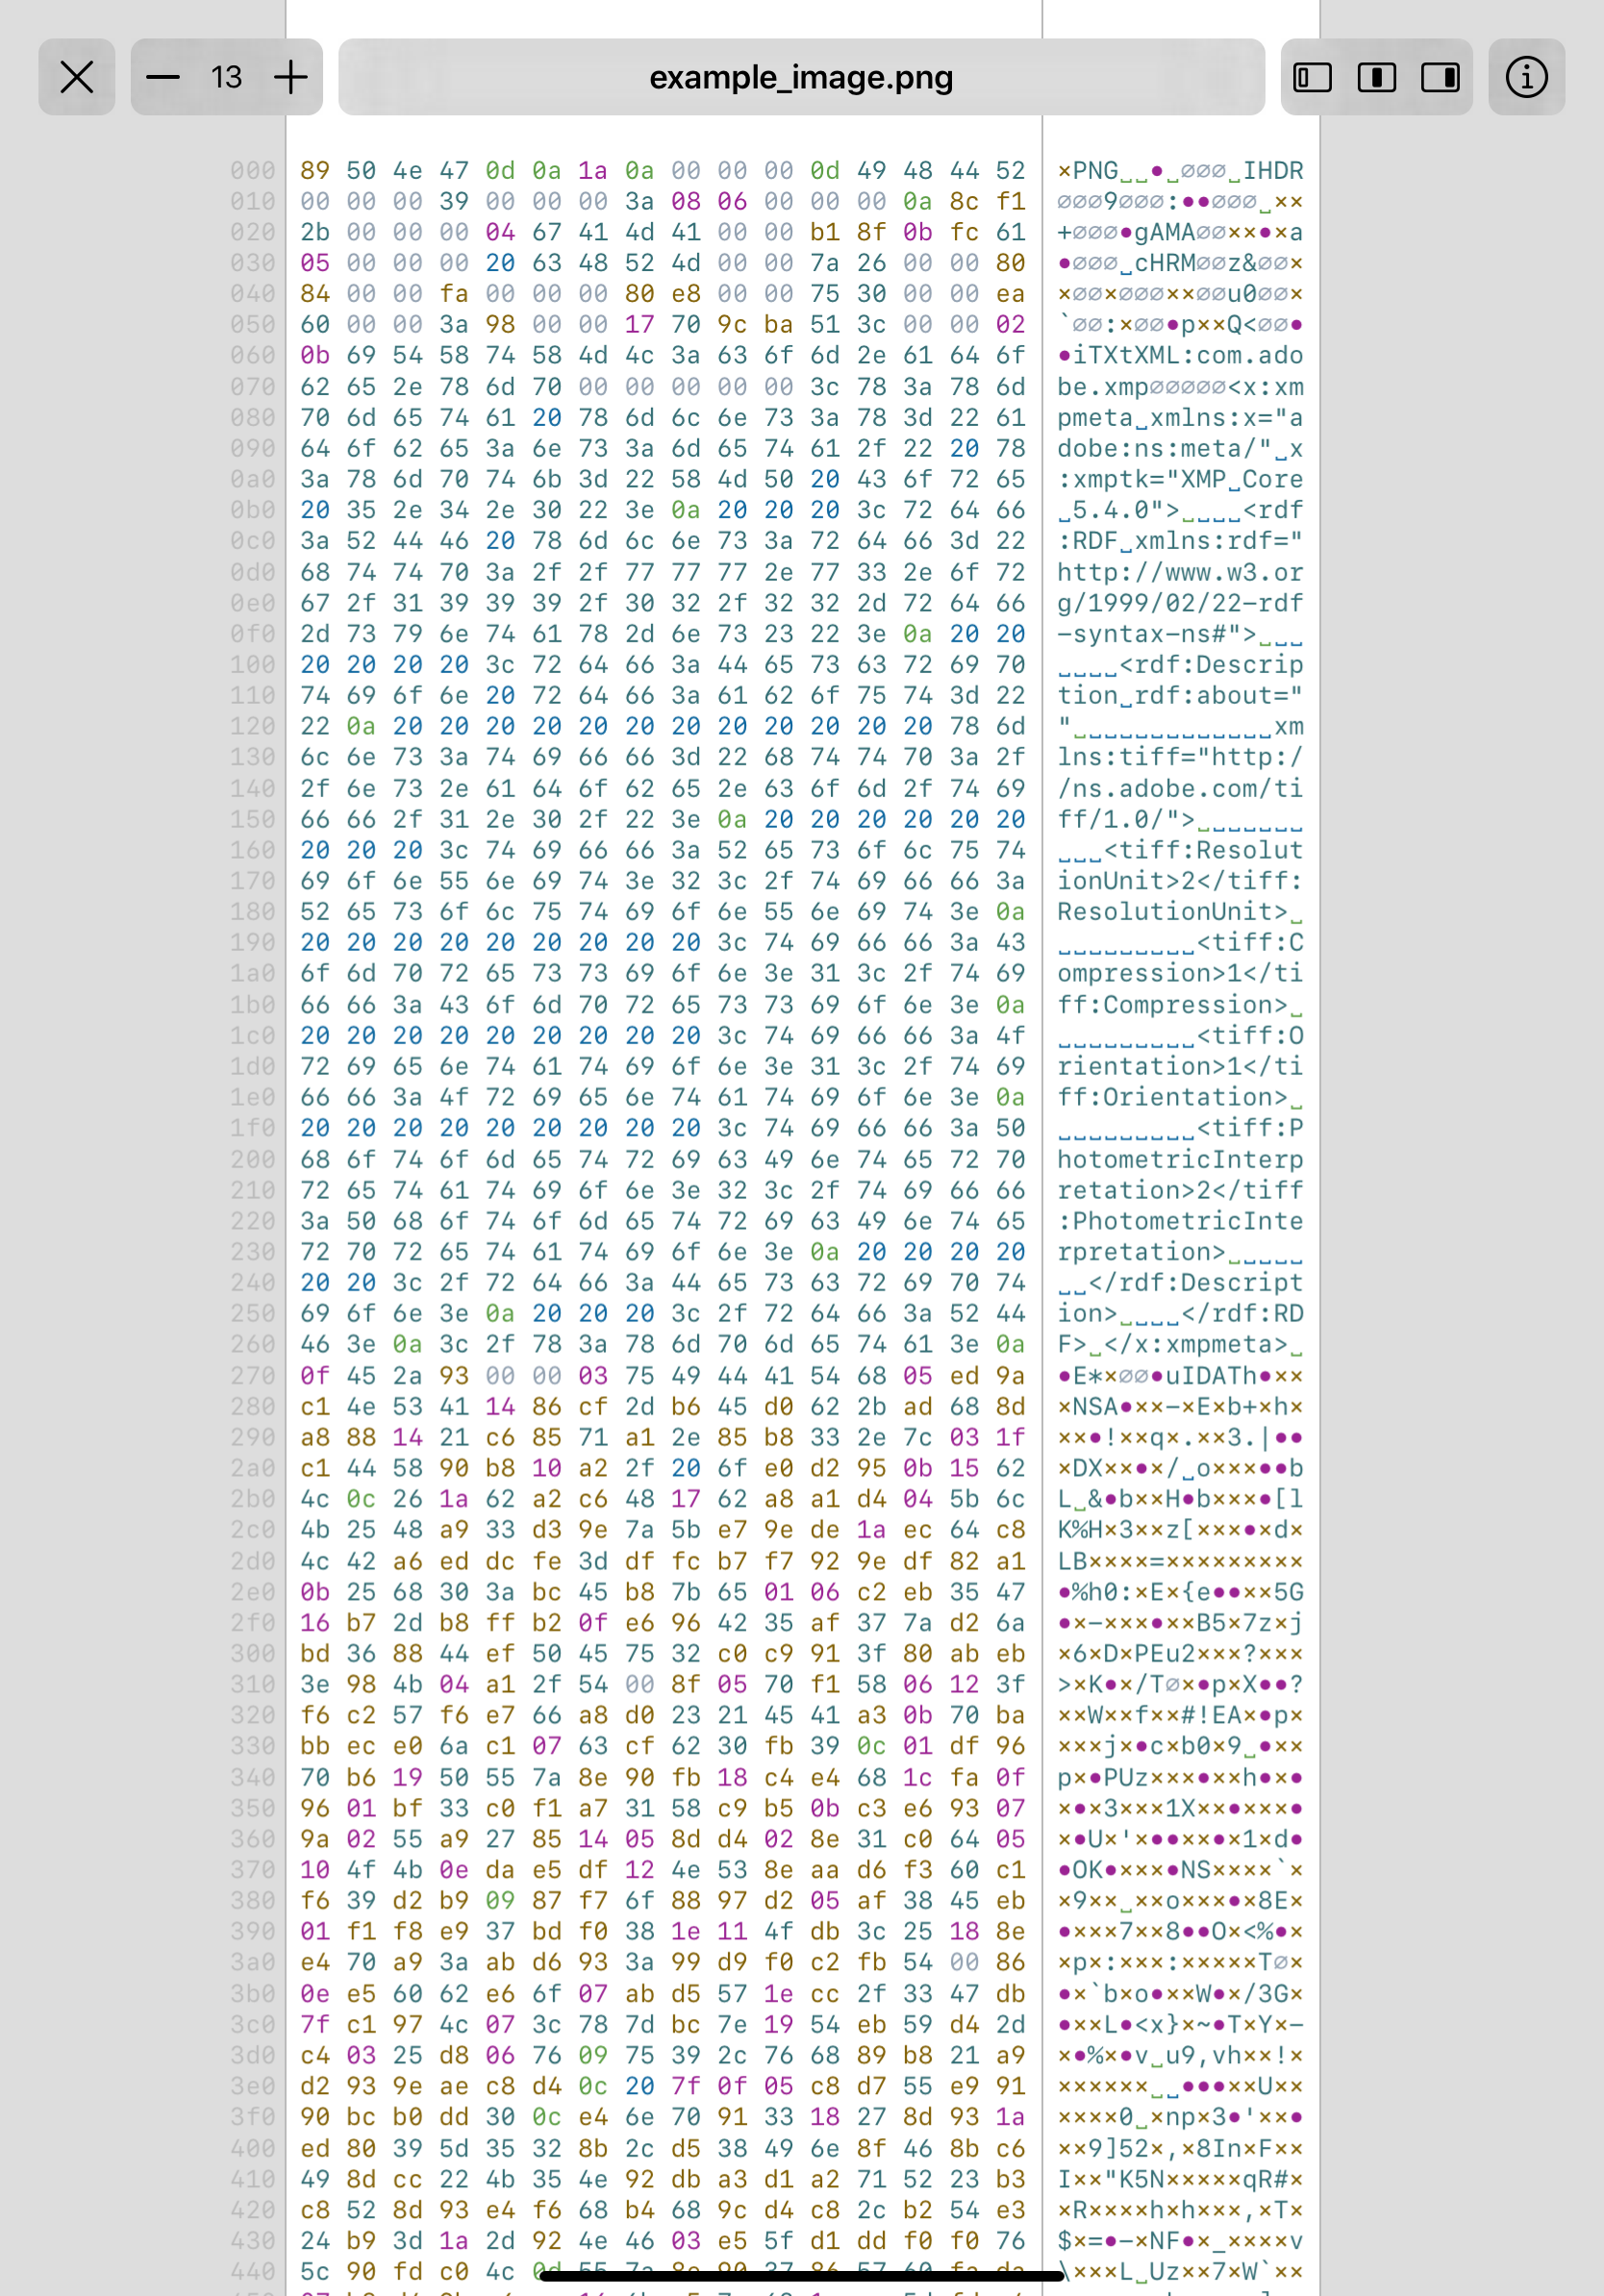 13
example_image.png
000 89 50 4e 47 0d 0a 1a 0a 00 00 00 0d 49 48 44 52 ×PNG␣␣•␣∅∅∅␣IHDR
010 00 00 00 39 00 00 00 3a 08 06 00 00 00 0a 8c f1 ∅∅∅9∅∅∅:••∅∅∅␣××
020 2b 00 00 00 04 67 41 4d 41 00 00 b1 8f 0b fc 61 +∅∅∅•gAMA∅∅××•×a
030 05 00 00 00 20 63 48 52 4d 00 00 7a 26 00 00 80 •∅∅∅␣cHRM∅∅z&∅∅×
040 84 00 00 fa 00 00 00 80 e8 00 00 75 30 00 00 ea ×∅∅×∅∅∅××∅∅u0∅∅×
050 60 00 00 3a 98 00 00 17 70 9c ba 51 3c 00 00 02 `∅∅:×∅∅•p××Q<∅∅•
060 0b 69 54 58 74 58 4d 4c 3a 63 6f 6d 2e 61 64 6f •iTXtXML:com.ado
070 62 65 2e 78 6d 70 00 00 00 00 00 3c 78 3a 78 6d be.xmp∅∅∅∅∅<x:xm
080 70 6d 65 74 61 20 78 6d 6c 6e 73 3a 78 3d 22 61 pmeta␣xmlns:x="a
090 64 6f 62 65 3a 6e 73 3a 6d 65 74 61 2f 22 20 78 dobe:ns:meta/"␣x
0a0 3a 78 6d 70 74 6b 3d 22 58 4d 50 20 43 6f 72 65 :xmptk="XMP␣Core
0b0 20 35 2e 34 2e 30 22 3e 0a 20 20 20 3c 72 64 66 ␣5.4.0">␣␣␣␣<rdf
0c0 3a 52 44 46 20 78 6d 6c 6e 73 3a 72 64 66 3d 22 :RDF␣xmlns:rdf="
0d0 68 74 74 70 3a 2f 2f 77 77 77 2e 77 33 2e 6f 72 http://www.w3.or
0e0 67 2f 31 39 39 39 2f 30 32 2f 32 32 2d 72 64 66 g/1999/02/22-rdf
0f0 2d 73 79 6e 74 61 78 2d 6e 73 23 22 3e 0a 20 20 -syntax-ns#">␣␣␣
100 20 20 20 20 3c 72 64 66 3a 44 65 73 63 72 69 70 ␣␣␣␣<rdf:Descrip
110 74 69 6f 6e 20 72 64 66 3a 61 62 6f 75 74 3d 22 tion␣rdf:about="
120 22 0a 20 20 20 20 20 20 20 20 20 20 20 20 78 6d "␣␣␣␣␣␣␣␣␣␣␣␣␣xm
130 6c 6e 73 3a 74 69 66 66 3d 22 68 74 74 70 3a 2f lns:tiff="http:/
140 2f 6e 73 2e 61 64 6f 62 65 2e 63 6f 6d 2f 74 69 /ns.adobe.com/ti
150 66 66 2f 31 2e 30 2f 22 3e 0a 20 20 20 20 20 20 ff/1.0/">␣␣␣␣␣␣␣
160 20 20 20 3c 74 69 66 66 3a 52 65 73 6f 6c 75 74 ␣␣␣<tiff:Resolut
170 69 6f 6e 55 6e 69 74 3e 32 3c 2f 74 69 66 66 3a ionUnit>2</tiff:
180 52 65 73 6f 6c 75 74 69 6f 6e 55 6e 69 74 3e 0a ResolutionUnit>␣
190 20 20 20 20 20 20 20 20 20 3c 74 69 66 66 3a 43 ␣␣␣␣␣␣␣␣␣<tiff:C
1a0 6f 6d 70 72 65 73 73 69 6f 6e 3e 31 3c 2f 74 69 ompression>1</ti
1b0 66 66 3a 43 6f 6d 70 72 65 73 73 69 6f 6e 3e 0a ff:Compression>␣
1c0 20 20 20 20 20 20 20 20 20 3c 74 69 66 66 3a 4f ␣␣␣␣␣␣␣␣␣<tiff:O
1d0 72 69 65 6e 74 61 74 69 6f 6e 3e 31 3c 2f 74 69 rientation>1</ti
1e0 66 66 3a 4f 72 69 65 6e 74 61 74 69 6f 6e 3e 0a ff:Orientation>␣
1f0 20 20 20 20 20 20 20 20 20 3c 74 69 66 66 3a 50 ␣␣␣␣␣␣␣␣␣<tiff:P
200 68 6f 74 6f 6d 65 74 72 69 63 49 6e 74 65 72 70 hotometricInterp
210 72 65 74 61 74 69 6f 6e 3e 32 3c 2f 74 69 66 66 retation>2</tiff
220 3a 50 68 6f 74 6f 6d 65 74 72 69 63 49 6e 74 65 :PhotometricInte
230 72 70 72 65 74 61 74 69 6f 6e 3e 0a 20 20 20 20 rpretation>␣␣␣␣␣
240 20 20 3c 2f 72 64 66 3a 44 65 73 63 72 69 70 74 ␣␣</rdf:Descript
250 69 6f 6e 3e 0a 20 20 20 3c 2f 72 64 66 3a 52 44 ion>␣␣␣␣</rdf:RD
260 46 3e 0a 3c 2f 78 3a 78 6d 70 6d 65 74 61 3e 0a F>␣</x:xmpmeta>␣
270 0f 45 2a 93 00 00 03 75 49 44 41 54 68 05 ed 9a •E*×∅∅•uIDATh•××
280 c1 4e 53 41 14 86 cf 2d b6 45 d0 62 2b ad 68 8d ×NSA•××-×E×b+×h×
290 a8 88 14 21 c6 85 71 a1 2e 85 b8 33 2e 7c 03 1f ××•!××q×.××3.|••
2a0 c1 44 58 90 b8 10 a2 2f 20 6f e0 d2 95 0b 15 62 ×DX××•×/␣o×××••b
2b0 4c 0c 26 1a 62 a2 c6 48 17 62 a8 a1 d4 04 5b 6c L␣&•b××H•b×××•[l
2c0 4b 25 48 a9 33 d3 9e 7a 5b e7 9e de 1a ec 64 c8 K%H×3××z[×××•×d×
2d0 4c 42 a6 ed dc fe 3d df fc b7 f7 92 9e df 82 a1 LB××××=×××××××××
2e0 0b 25 68 30 3a bc 45 b8 7b 65 01 06 c2 eb 35 47 •%h0:×E×{e••××5G
2f0 16 b7 2d b8 ff b2 0f e6 96 42 35 af 37 7a d2 6a •×-×××•××B5×7z×j
300 bd 36 88 44 ef 50 45 75 32 c0 c9 91 3f 80 ab eb ×6×D×PEu2×××?×××
310 3e 98 4b 04 a1 2f 54 00 8f 05 70 f1 58 06 12 3f >×K•×/T∅×•p×X••?
320 f6 c2 57 f6 e7 66 a8 d0 23 21 45 41 a3 0b 70 ba ××W××f××#!EA×•p×
330 bb ec e0 6a c1 07 63 cf 62 30 fb 39 0c 01 df 96 ×××j×•c×b0×9␣•××
340 70 b6 19 50 55 7a 8e 90 fb 18 c4 e4 68 1c fa 0f p×•PUz×××•××h•×•
350 96 01 bf 33 c0 f1 a7 31 58 c9 b5 0b c3 e6 93 07 ×•×3×××1X××•×××•
360 9a 02 55 a9 27 85 14 05 8d d4 02 8e 31 c0 64 05 ×•U×'×••××•×1×d•
370 10 4f 4b 0e da e5 df 12 4e 53 8e aa d6 f3 60 c1 •OK•×××•NS××××`×
380 f6 39 d2 b9 09 87 f7 6f 88 97 d2 05 af 38 45 eb ×9××␣××o×××•×8E×
390 01 f1 f8 e9 37 bd f0 38 1e 11 4f db 3c 25 18 8e •×××7××8••O×<%•×
3a0 e4 70 a9 3a ab d6 93 3a 99 d9 f0 c2 fb 54 00 86 ×p×:×××:×××××T∅×
3b0 0e e5 60 62 e6 6f 07 ab d5 57 1e cc 2f 33 47 db •×`b×o•××W•×/3G×
3c0 7f c1 97 4c 07 3c 78 7d bc 7e 19 54 eb 59 d4 2d •××L•<x}×~•T×Y×-
3d0 c4 03 25 d8 06 76 09 75 39 2c 76 68 89 b8 21 a9 ×•%×•v␣u9,vh××!×
3e0 d2 93 9e ae c8 d4 0c 20 7f 0f 05 c8 d7 55 e9 91 ××××××␣␣•••××U××
3f0 90 bc b0 dd 30 0c e4 6e 70 91 33 18 27 8d 93 1a ××××0␣×np×3•'××•
400 ed 80 39 5d 35 32 8b 2c d5 38 49 6e 8f 46 8b c6 ××9]52×,×8In×F××
410 49 8d cc 22 4b 35 4e 92 db a3 d1 a2 71 52 23 b3 I××"K5N×××××qR#×
420 c8 52 8d 93 e4 f6 68 b4 68 9c d4 c8 2c b2 54 e3 ×R××××h×h×××,×T×
430 24 b9 3d 1a 2d 92 4e 46 03 e5 5f d1 dd f0 f0 76 $×=•-×NF•×_××××v
440 5c 90 fd c0 4c \×××L␣Uz××7×W`××